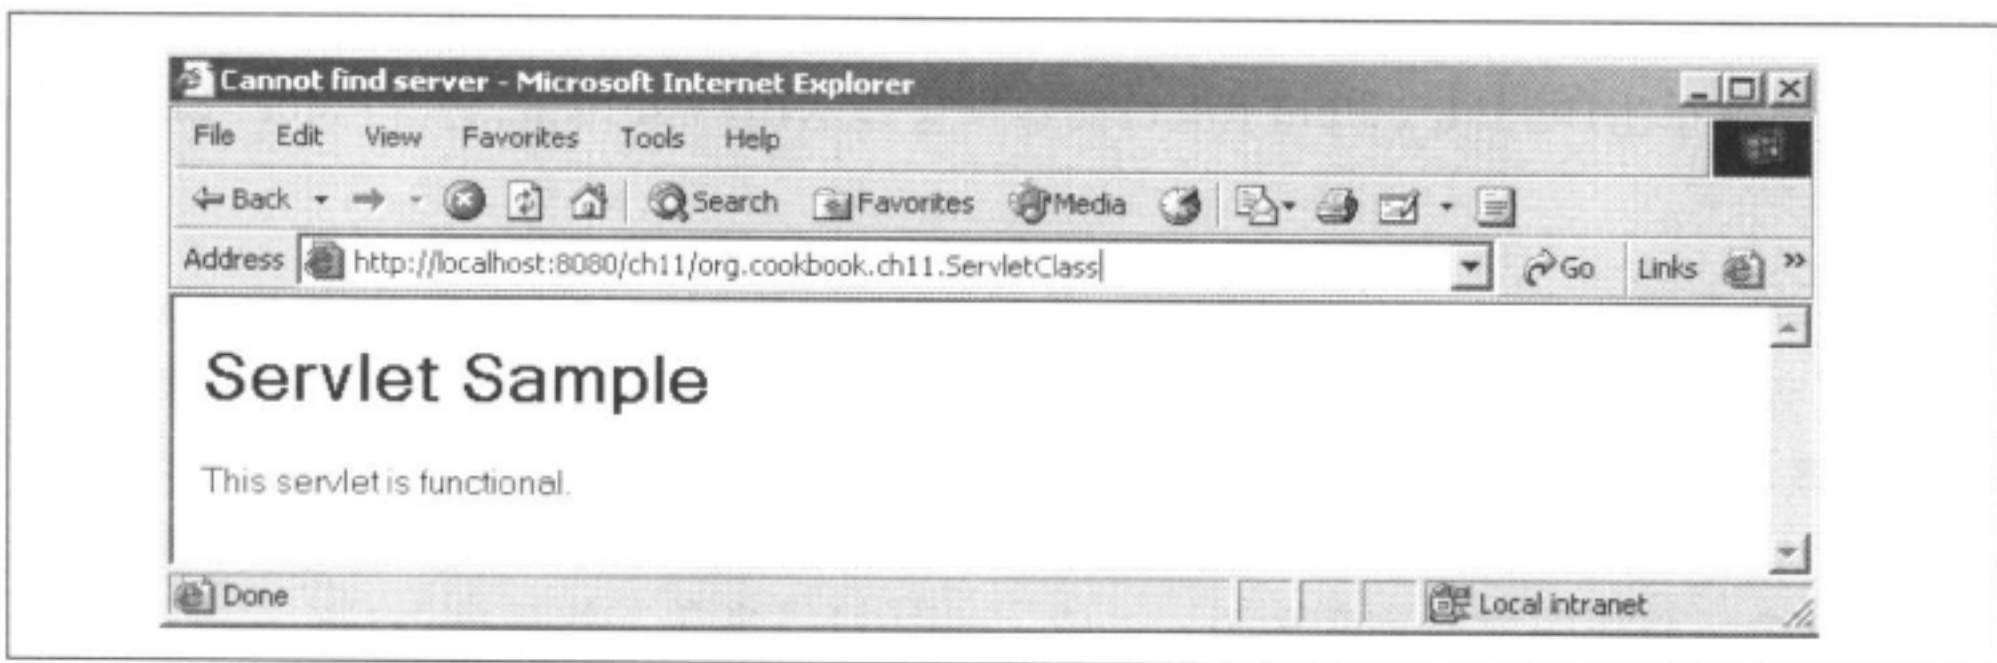 Cannot find server - Microsoft Internet Explorer
File Edit View Favorites Tools Help
Back Search Favorites Media
Address http://localhost:8080/ch11/org.cookbook.ch11.ServletClass Go Links »
Servlet Sample
This servlet is functional.
Done Local intranet